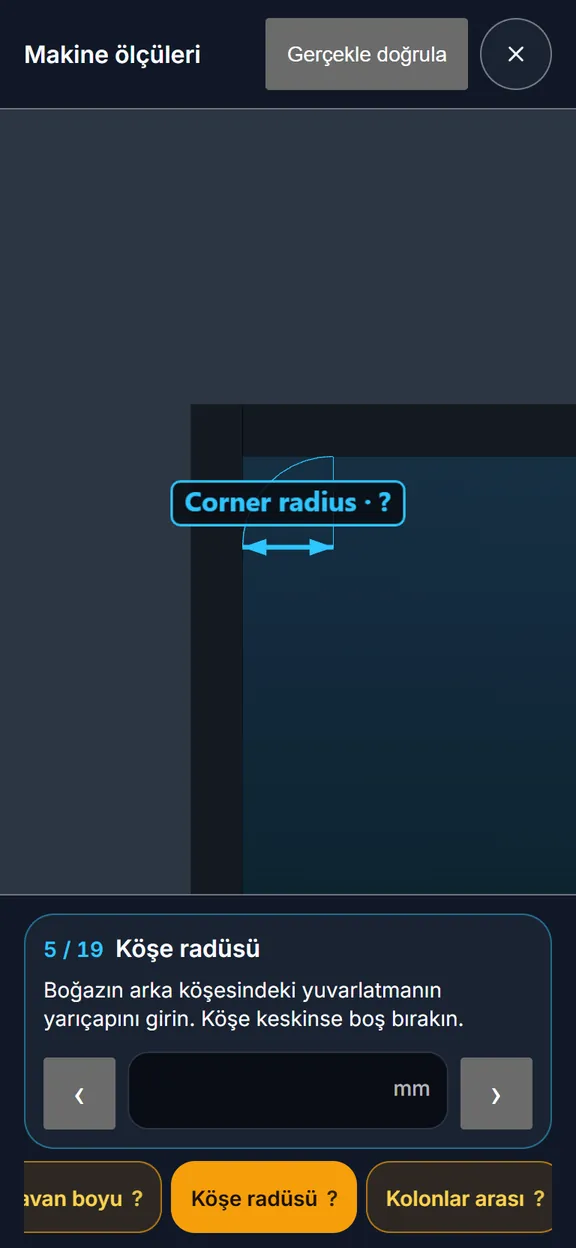 Makine ölçüleri
Gerçekle doğrula
×
Corner radius · ?
5 / 19 Köşe radüsü
Boğazın arka köşesindeki yuvarlatmanın
yarıçapını girin. Köşe keskinse boş bırakın.
‹
mm
›
avan boyu ?
Köşe radüsü ?
Kolonlar arası ?